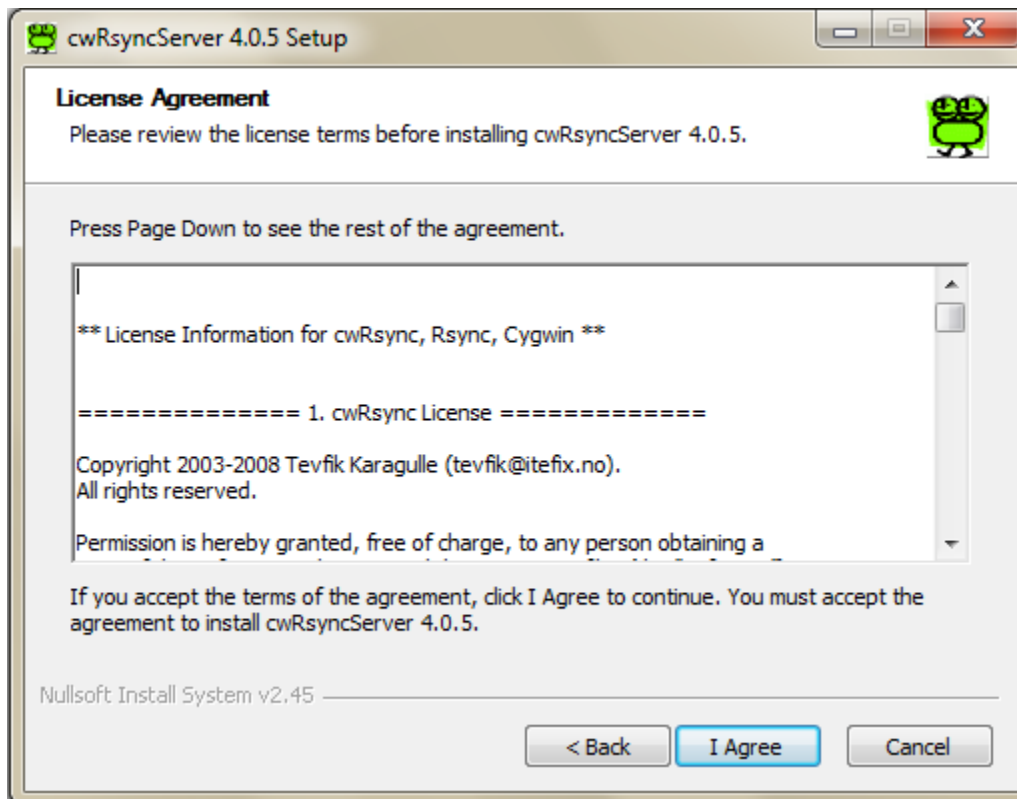 cwRsyncServer 4.0.5 Setup
License Agreement
Please review the license terms before installing cwRsyncServer 4.0.5.
Press Page Down to see the rest of the agreement.
** License Information for cwRsync, Rsync, Cygwin **
============== 1. cwRsync License =============
Copyright 2003-2008 Tevfik Karagulle (tevfik@itefix.no).
All rights reserved.
Permission is hereby granted, free of charge, to any person obtaining a
If you accept the terms of the agreement, click I Agree to continue. You must accept the
agreement to install cwRsyncServer 4.0.5.
Nullsoft Install System v2.45
< Back
I Agree
Cancel